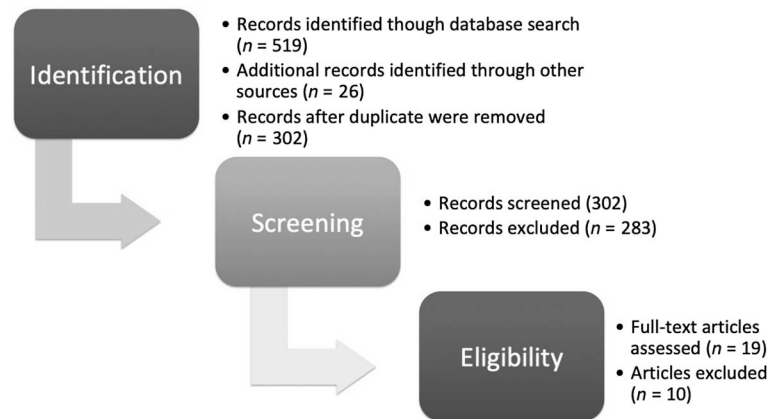 Identification
• Records identified though database search
(n = 519)
• Additional records identified through other
sources (n = 26)
• Records after duplicate were removed
(n = 302)
Screening
• Records screened (302)
• Records excluded (n = 283)
Eligibility
• Full-text articles
assessed (n = 19)
• Articles excluded
(n = 10)